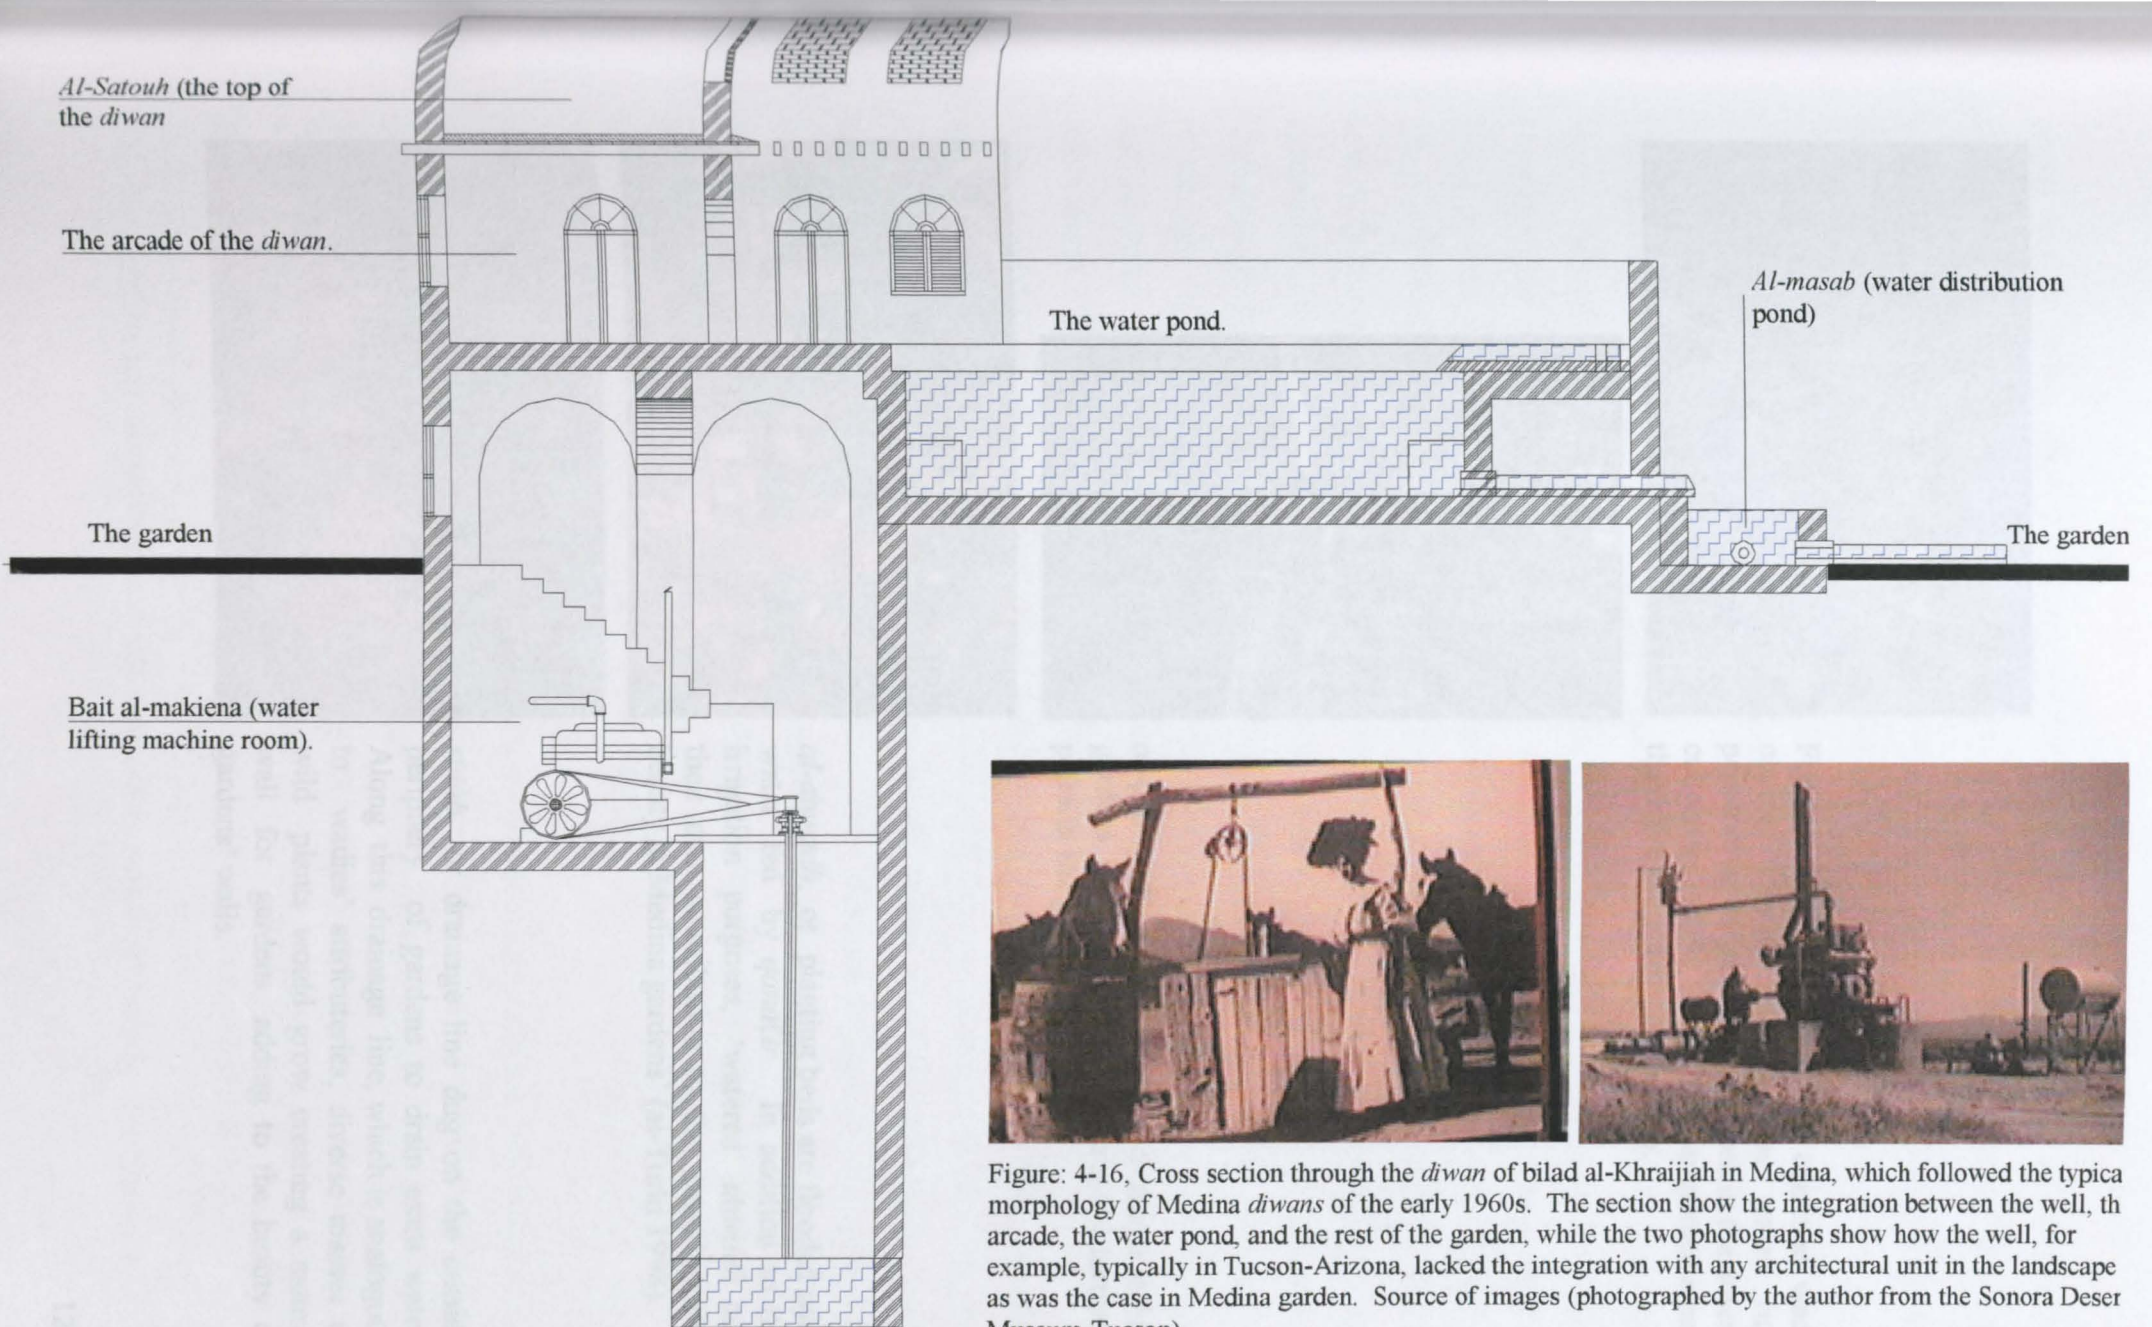 Al-Satouh (the top of
the diwan
The arcade of the diwan.
The water pond.
Al-masab (water distribution
pond)
The garden
The garden
Bait al-makiena (water
lifting machine room).
Figure: 4-16, Cross section through the diwan of bilad al-Khraijiah in Medina, which followed the typica
morphology of Medina diwans of the early 1960s. The section show the integration between the well, th
arcade, the water pond, and the rest of the garden, while the two photographs show how the well, for
example, typically in Tucson-Arizona, lacked the integration with any architectural unit in the landscape
as was the case in Medina garden. Source of images (photographed by the author from the Sonora Deser